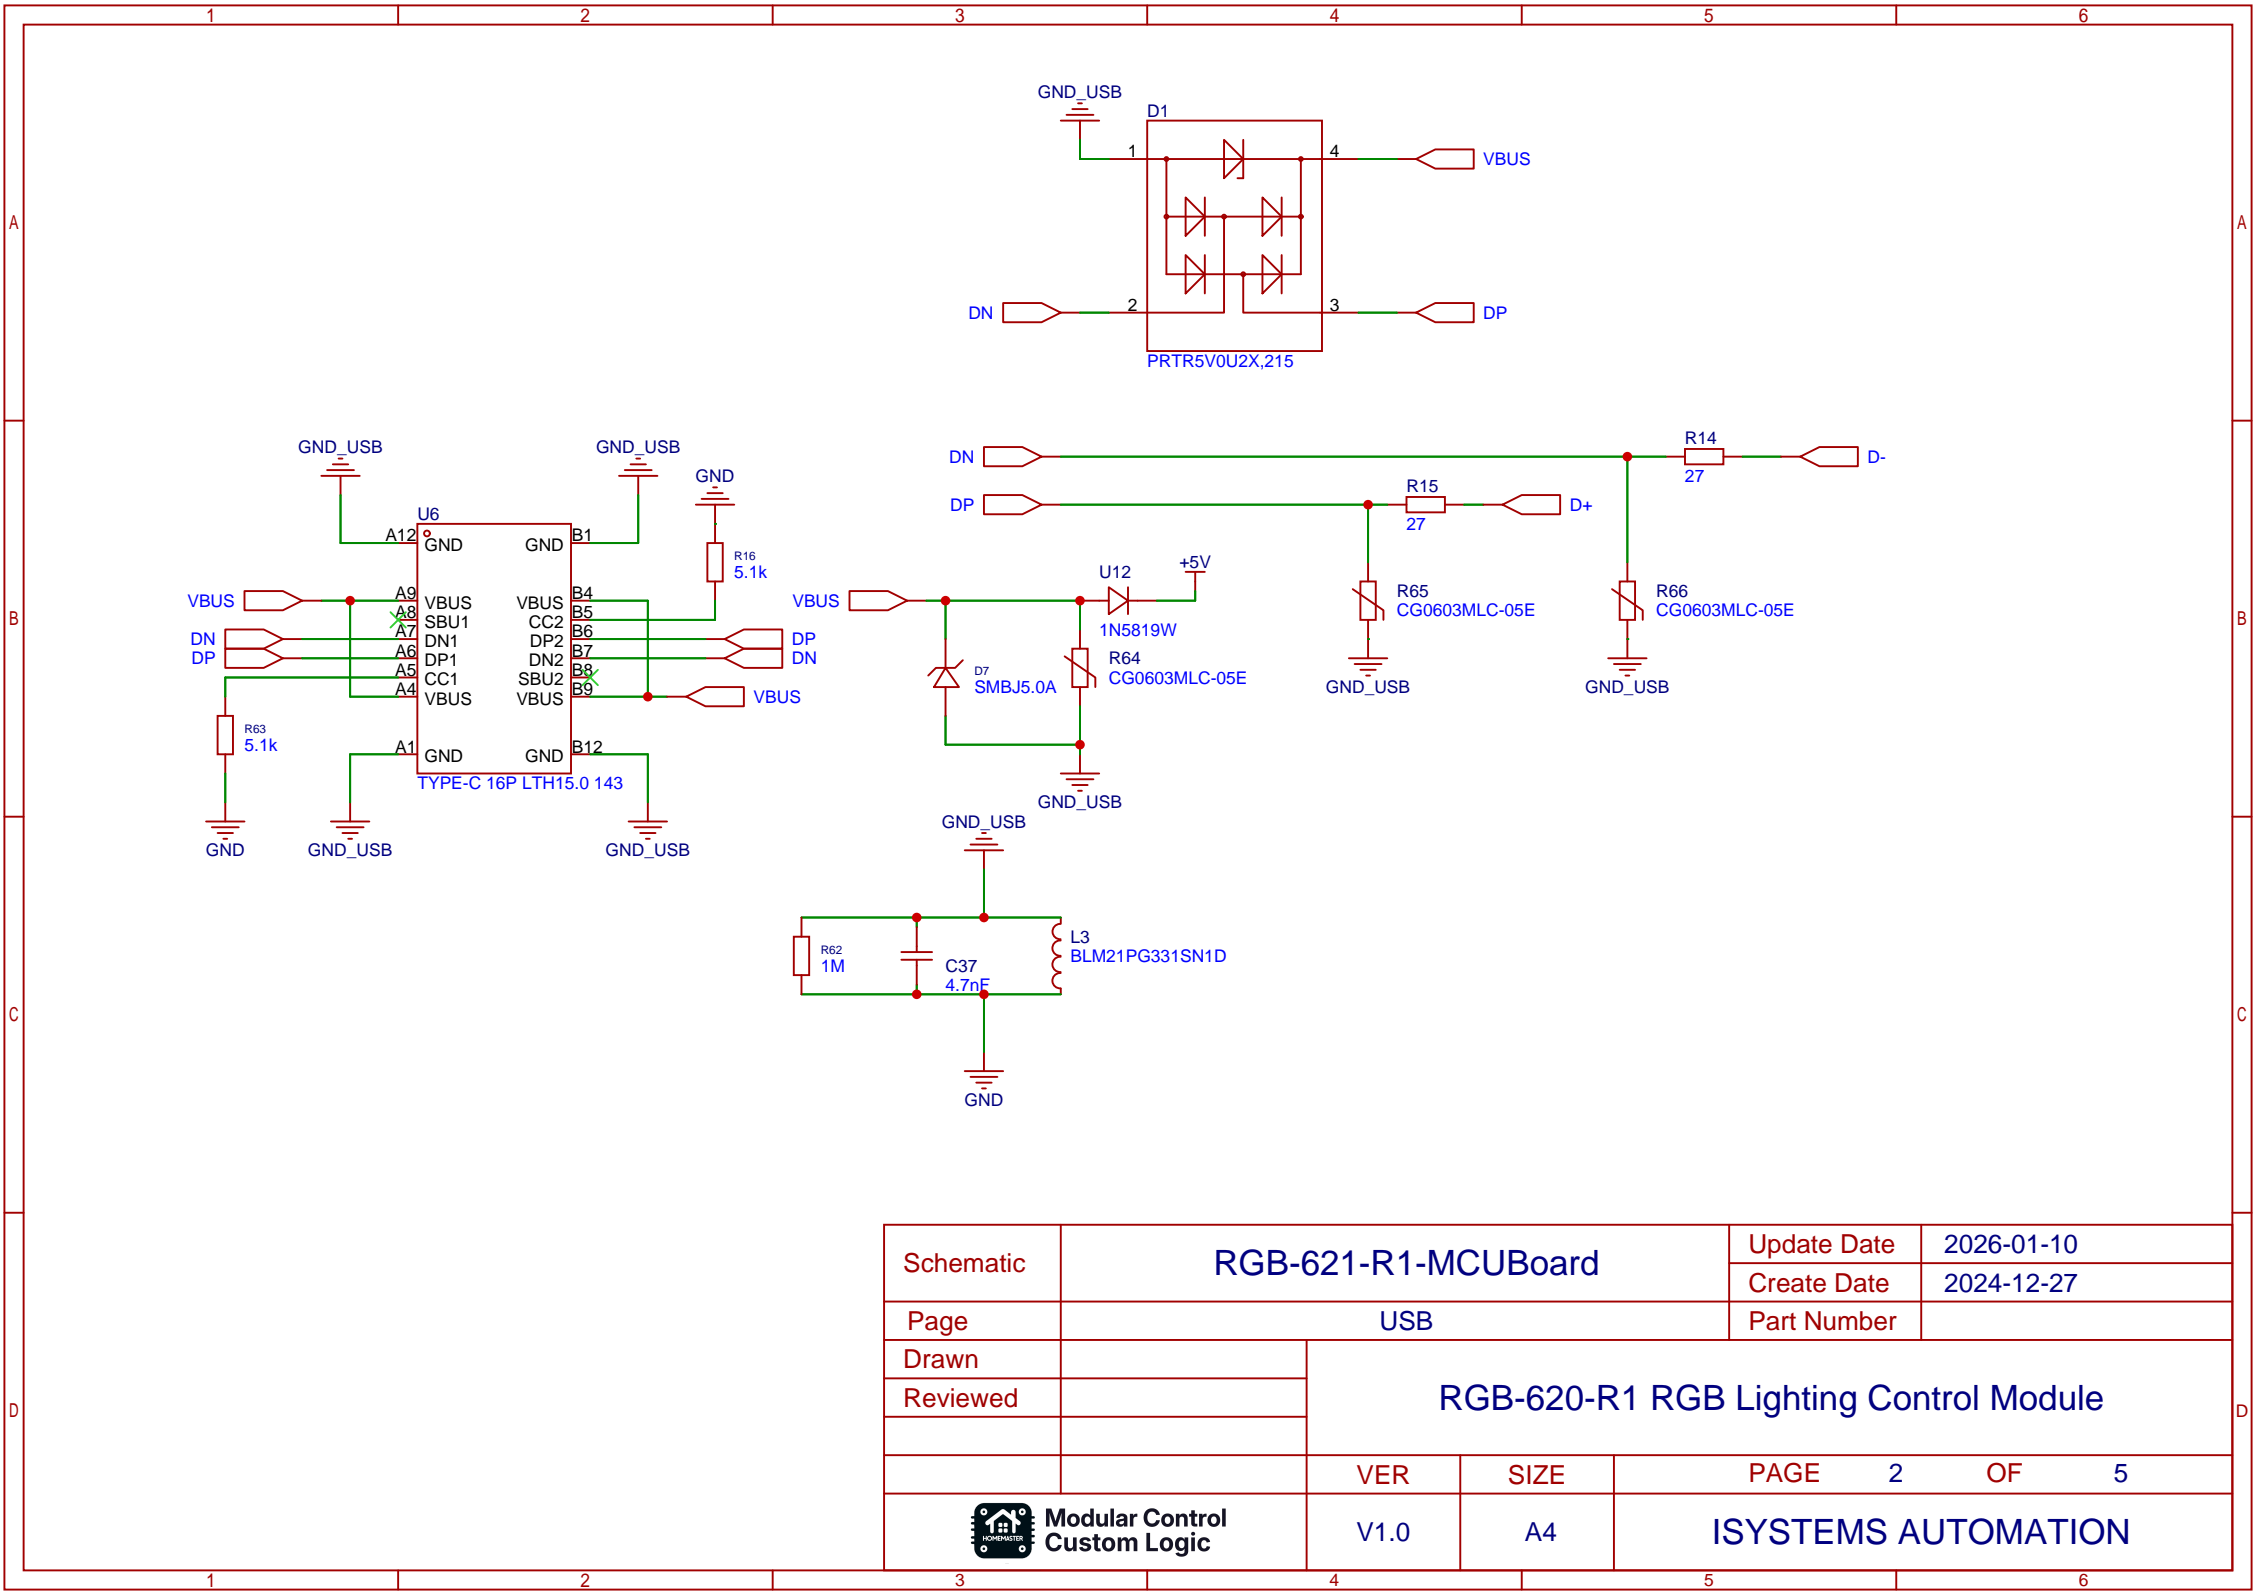 1 2 3 4 5 6
A A
B B
C C
D D
GND_USB
D1
1
4
VBUS
DN
2
3
DP
PRTR5V0U2X,215
GND_USB
GND_USB
GND
U6
A12
GND
GND
B1
R16
5.1k
VBUS
A9
VBUS
VBUS
B4
A8
SBU1
CC2
B5
DN
A7
DN1
DP2
B6
DP
DP
A6
DP1
DN2
B7
DN
A5
CC1
SBU2
B8
A4
VBUS
VBUS
B9
VBUS
R63
5.1k
A1
GND
GND
B12
TYPE-C 16P LTH15.0 143
GND
GND_USB
GND_USB
DN
R14
27
D-
DP
R15
27
D+
VBUS
U12
1N5819W
+5V
D7
SMBJ5.0A
R64
CG0603MLC-05E
GND_USB
R65
CG0603MLC-05E
GND_USB
R66
CG0603MLC-05E
GND_USB
GND_USB
R62
1M
C37
4.7nF
L3
BLM21PG331SN1D
GND
Schematic
RGB-621-R1-MCUBoard
Update Date
2026-01-10
Create Date
2024-12-27
Page
USB
Part Number
Drawn
Reviewed
RGB-620-R1 RGB Lighting Control Module
VER
SIZE
PAGE 2 OF 5
HOMEMASTER
Modular Control
Custom Logic
V1.0
A4
ISYSTEMS AUTOMATION
1 2 3 4 5 6